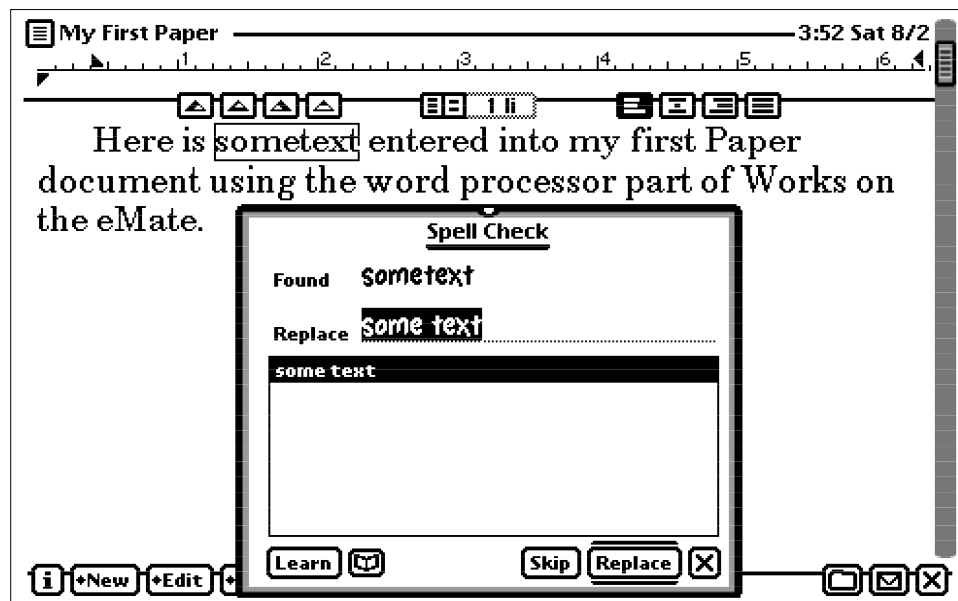 My First Paper 3:52 Sat 8/2
1 2 3 4 5 6
1 li
Here is sometext entered into my first Paper
document using the word processor part of Works on
the eMate.
Spell Check
Found sometext
Replace some text
some text
Learn Skip Replace
i New Edit